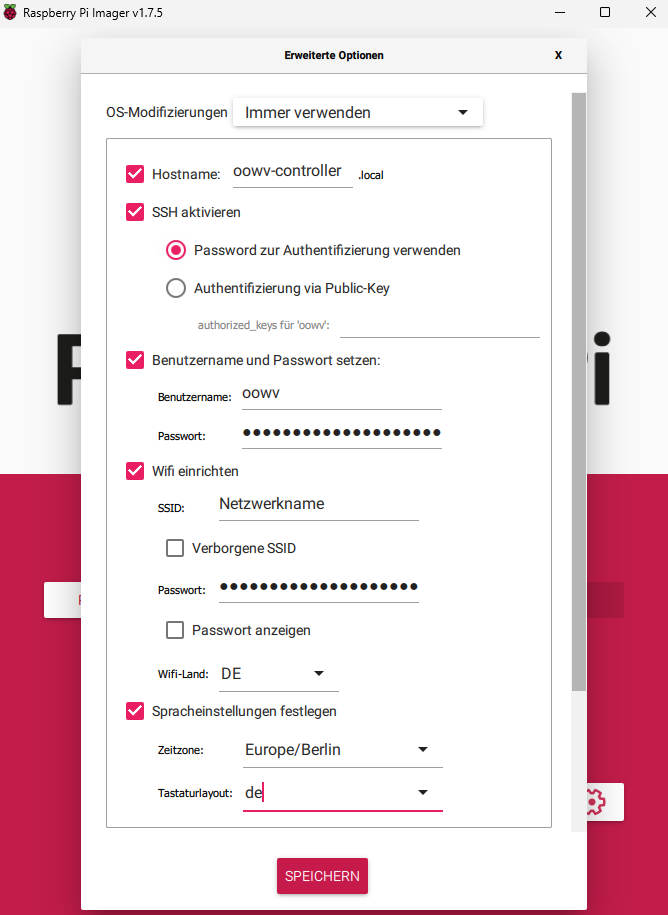 Raspberry Pi Imager v1.7.5
Erweiterte Optionen X
OS-Modifizierungen Immer verwenden
Hostname: oowv-controller .local
SSH aktivieren
Password zur Authentifizierung verwenden
Authentifizierung via Public-Key
authorized_keys für 'oowv':
Benutzername und Passwort setzen:
Benutzername: oowv
Passwort: ●●●●●●●●●●●●●●●●●●●●
Wifi einrichten
SSID: Netzwerkname
Verborgene SSID
Passwort: ●●●●●●●●●●●●●●●●●●●●
Passwort anzeigen
Wifi-Land: DE
Spracheinstellungen festlegen
Zeitzone: Europe/Berlin
Tastaturlayout: de
SPEICHERN